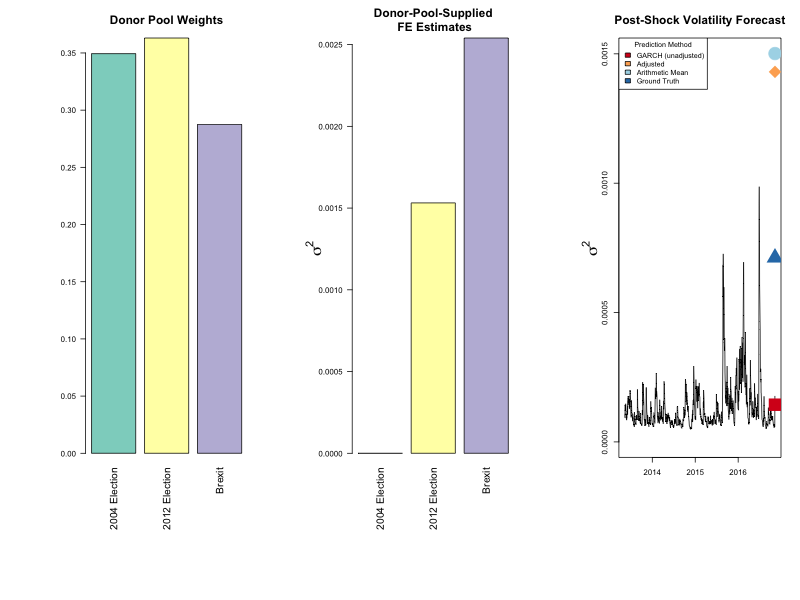 Donor Pool Weights
0.35
0.30
0.25
0.20
0.15
0.10
0.05
0.00
2004 Election
2012 Election
Brexit
Donor-Pool-Supplied
FE Estimates
σ²
0.0025
0.0020
0.0015
0.0010
0.0005
0.0000
2004 Election
2012 Election
Brexit
Post-Shock Volatility Forecast
σ²
0.0015
0.0010
0.0005
0.0000
Prediction Method
GARCH (unadjusted)
Adjusted
Arithmetic Mean
Ground Truth
2014
2015
2016